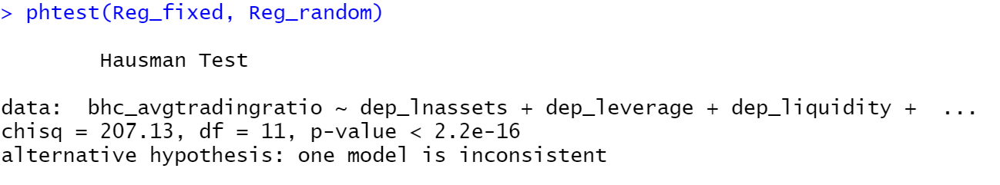 > phtest(Reg_fixed, Reg_random)
Hausman Test
data:  bhc_avgtradingratio ~ dep_lnassets + dep_leverage + dep_liquidity +  ...
chisq = 207.13, df = 11, p-value < 2.2e-16
alternative hypothesis: one model is inconsistent